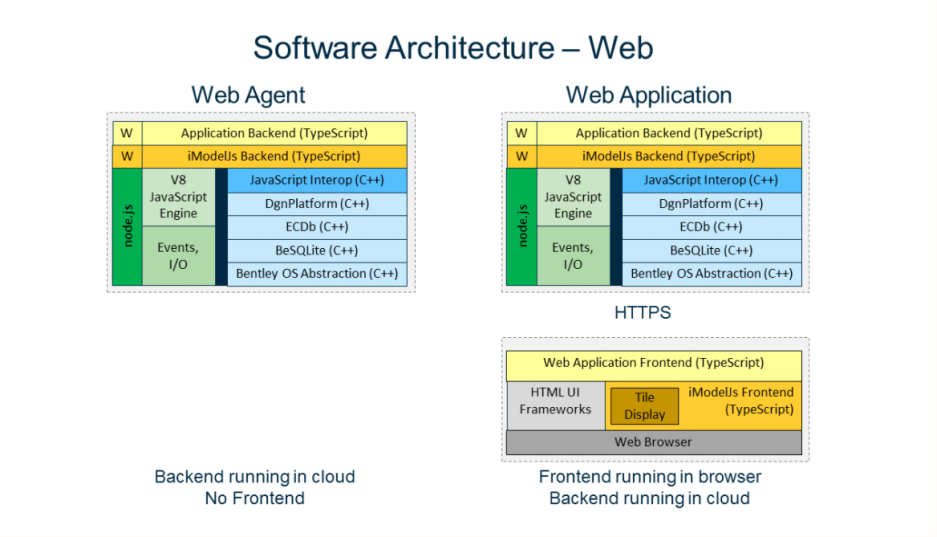 Software Architecture – Web
Web Agent
W
Application Backend (TypeScript)
W
iModelJs Backend (TypeScript)
node.js
V8
JavaScript
Engine
Events,
I/O
JavaScript Interop (C++)
DgnPlatform (C++)
ECDb (C++)
BeSQLite (C++)
Bentley OS Abstraction (C++)
Backend running in cloud
No Frontend
Web Application
W
Application Backend (TypeScript)
W
iModelJs Backend (TypeScript)
node.js
V8
JavaScript
Engine
Events,
I/O
JavaScript Interop (C++)
DgnPlatform (C++)
ECDb (C++)
BeSQLite (C++)
Bentley OS Abstraction (C++)
HTTPS
Web Application Frontend (TypeScript)
HTML UI
Frameworks
Tile
Display
iModelJs Frontend
(TypeScript)
Web Browser
Frontend running in browser
Backend running in cloud